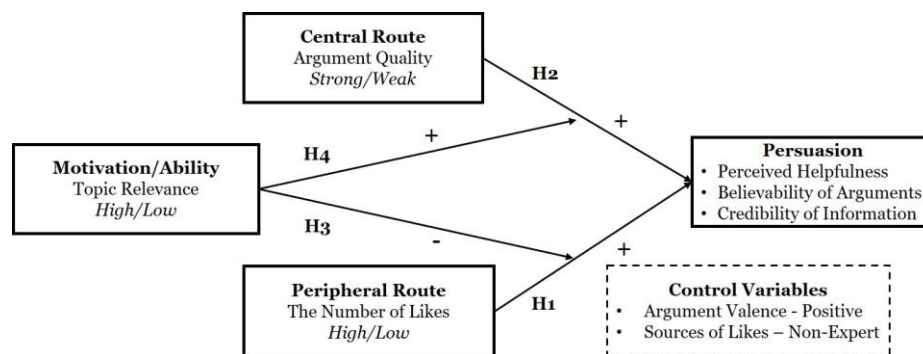 Central Route
Argument Quality
Strong/Weak
H2
+
+
H4
Motivation/Ability
Topic Relevance
High/Low
Persuasion
• Perceived Helpfulness
• Believability of Arguments
• Credibility of Information
H3
-
+
Peripheral Route
The Number of Likes
High/Low
H1
Control Variables
• Argument Valence - Positive
• Sources of Likes – Non-Expert